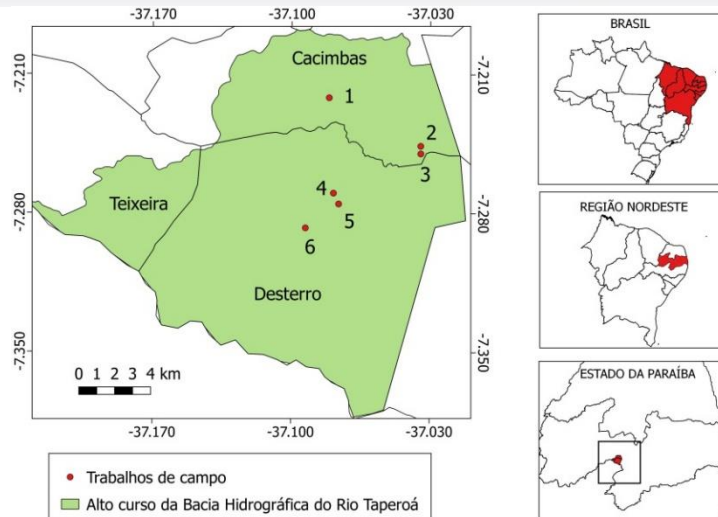 -37.170 -37.100 -37.030
-7.210
-7.210
Cacimbas
1
2
3
Teixeira
4
5
-7.280
-7.280
6
Desterro
-7.350
-7.350
0 1 2 3 4 km
-37.170 -37.100 -37.030
Trabalhos de campo
Alto curso da Bacia Hidrográfica do Rio Taperoá
BRASIL
REGIÃO NORDESTE
ESTADO DA PARAÍBA